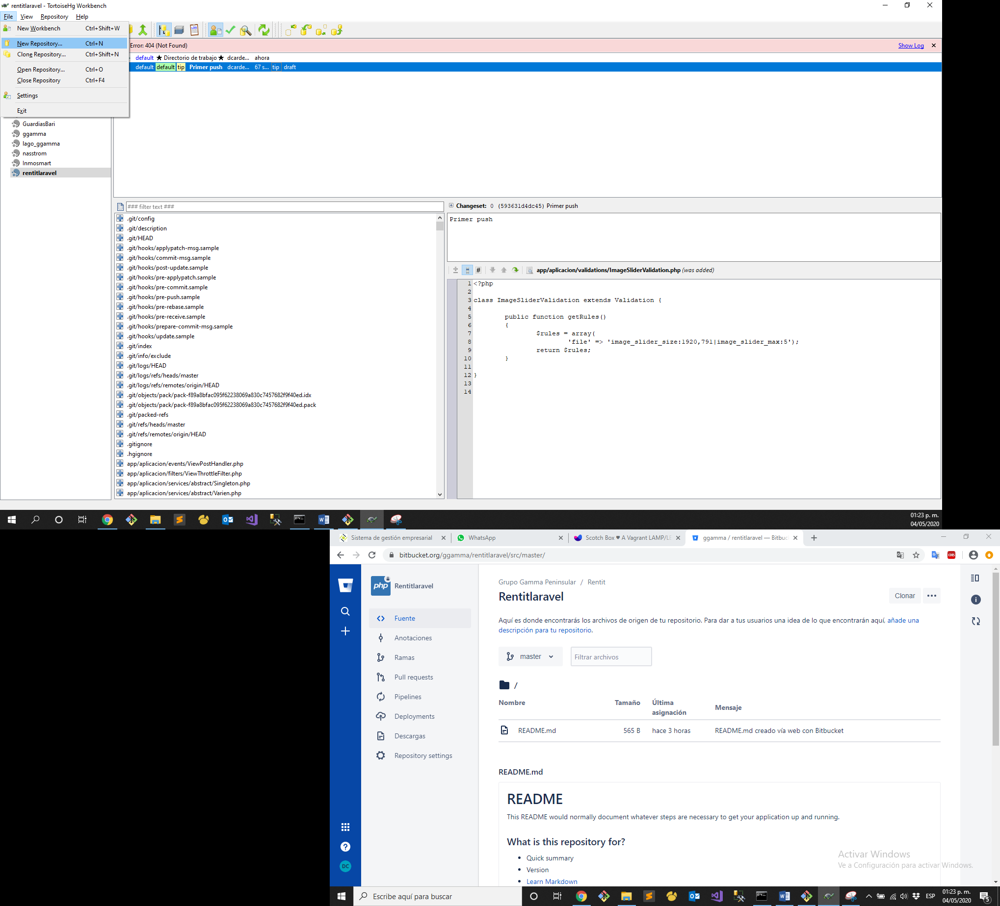 rentitlaravel - TortoiseHg Workbench
File View Repository Help
New Workbench Ctrl+Shift+W
New Repository... Ctrl+N
Clone Repository... Ctrl+Shift+N
Open Repository... Ctrl+O
Close Repository Ctrl+F4
Settings
Exit
Error: 404 (Not Found) Show Log
default ★ Directorio de trabajo ★ dcarde... ahora
default default tip Primer push dcarde... 67 s... tip draft
GuardiasBari
ggamma
lago_ggamma
nasstrom
Inmosmart
rentitlaravel
### filter text ###
.git/config
.git/description
.git/HEAD
.git/hooks/applypatch-msg.sample
.git/hooks/commit-msg.sample
.git/hooks/post-update.sample
.git/hooks/pre-applypatch.sample
.git/hooks/pre-commit.sample
.git/hooks/pre-push.sample
.git/hooks/pre-rebase.sample
.git/hooks/pre-receive.sample
.git/hooks/prepare-commit-msg.sample
.git/hooks/update.sample
.git/index
.git/info/exclude
.git/logs/HEAD
.git/logs/refs/heads/master
.git/logs/refs/remotes/origin/HEAD
.git/objects/pack/pack-f89a8bfac095f62238069a830c7457682f9f40ed.idx
.git/objects/pack/pack-f89a8bfac095f62238069a830c7457682f9f40ed.pack
.git/packed-refs
.git/refs/heads/master
.git/refs/remotes/origin/HEAD
.gitignore
.hgignore
app/aplicacion/events/ViewPostHandler.php
app/aplicacion/filters/ViewThrottleFilter.php
app/aplicacion/services/abstract/Singleton.php
app/aplicacion/services/abstract/Varien.php
Changeset: 0 (593631d4dc45) Primer push
Primer push
# app/aplicacion/validations/ImageSliderValidation.php (was added)
1 <?php
2
3 class ImageSliderValidation extends Validation {
4
5 public function getRules()
6 {
7 $rules = array(
8 'file' => 'image_slider_size:1920,791|image_slider_max:5');
9 return $rules;
10 }
11
12 }
13
14
01:23 p. m.
04/05/2020
Sistema de gestión empresarial
WhatsApp
Scotch Box ♥ A Vagrant LAMP/LE
ggamma / rentitlaravel — Bitbuc
bitbucket.org/ggamma/rentitlaravel/src/master/
CORS
php Rentitlaravel
Fuente
Anotaciones
Ramas
Pull requests
Pipelines
Deployments
Descargas
Repository settings
DC
Grupo Gamma Peninsular / Rentit
Rentitlaravel
Clonar
Aquí es donde encontrarás los archivos de origen de tu repositorio. Para dar a tus usuarios una idea de lo que encontrarán aquí, añade una
descripción para tu repositorio.
master Filtrar archivos
/
Nombre Tamaño Última asignación Mensaje
README.md 565 B hace 3 horas README.md creado vía web con Bitbucket
README.md
README
This README would normally document whatever steps are necessary to get your application up and running.
What is this repository for?
Quick summary
Version
Learn Markdown
Activar Windows
Ve a Configuración para activar Windows.
Escribe aquí para buscar
ESP
01:23 p. m.
04/05/2020
5